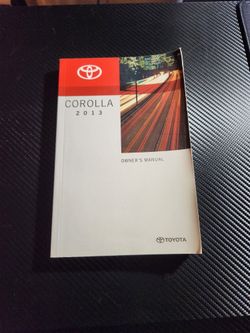 COROLLA
2013
OWNER'S MANUAL
TOYOTA